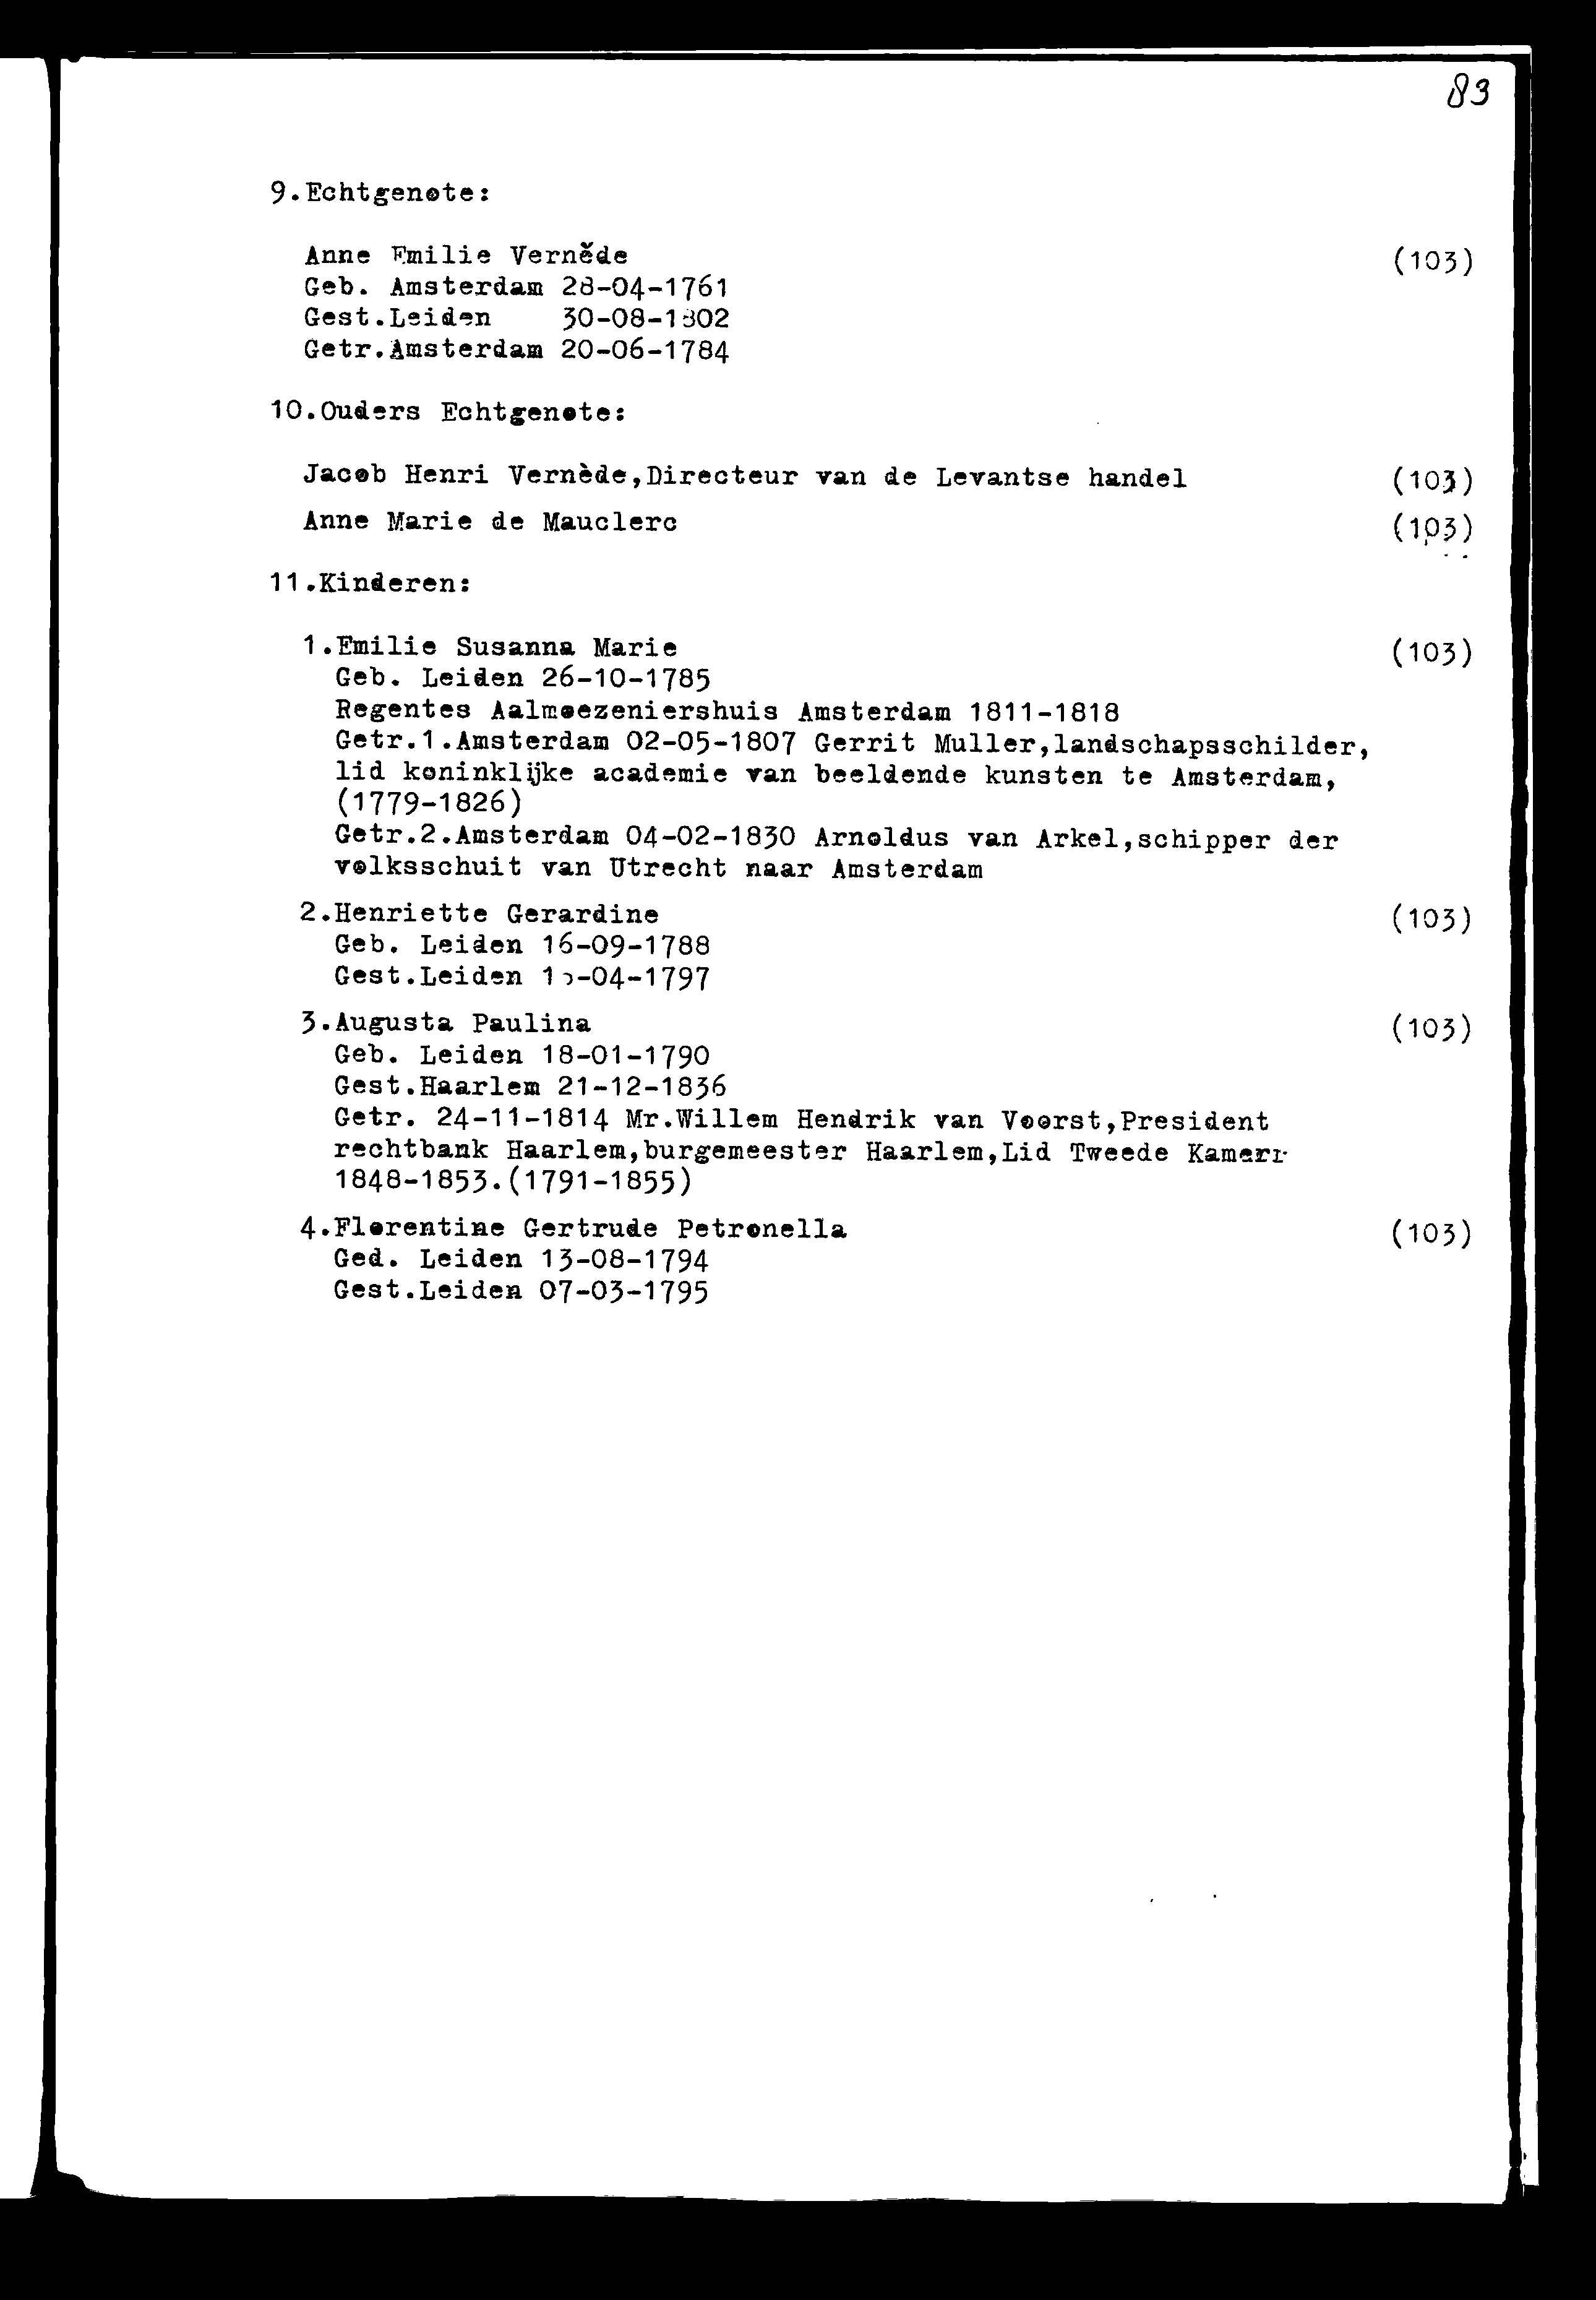 83
9.Echtgenote:
Anne Emilie Vernède (103)
Geb. Amsterdam 28-04-1761
Gest.Leiden 30-08-1802
Getr.Amsterdam 20-06-1784
10.Ouders Echtgenote:
Jacob Henri Vernède,Directeur van de Levantse handel (103)
Anne Marie de Mauclerc (103)
11.Kinderen:
1.Emilie Susanna Marie (103)
Geb. Leiden 26-10-1785
Regentes Aalmoezeniershuis Amsterdam 1811-1818
Getr.1.Amsterdam 02-05-1807 Gerrit Muller,landschapsschilder,
lid koninklijke academie van beeldende kunsten te Amsterdam,
(1779-1826)
Getr.2.Amsterdam 04-02-1830 Arnoldus van Arkel,schipper der
volksschuit van Utrecht naar Amsterdam
2.Henriette Gerardine (103)
Geb. Leiden 16-09-1788
Gest.Leiden
3.Augusta Paulina (103)
Geb. Leiden 18-01-1790
Gest.Haarlem 21-12-1836
Getr. 24-11-1814 Mr.Willem Hendrik van Voorst,President
rechtbank Haarlem,burgemeester Haarlem,Lid Tweede Kamerr
1848-1853.(1791-1855)
4.Florentine Gertrude Petronella (103)
Ged. Leiden 13-08-1794
Gest.Leiden 07-03-1795